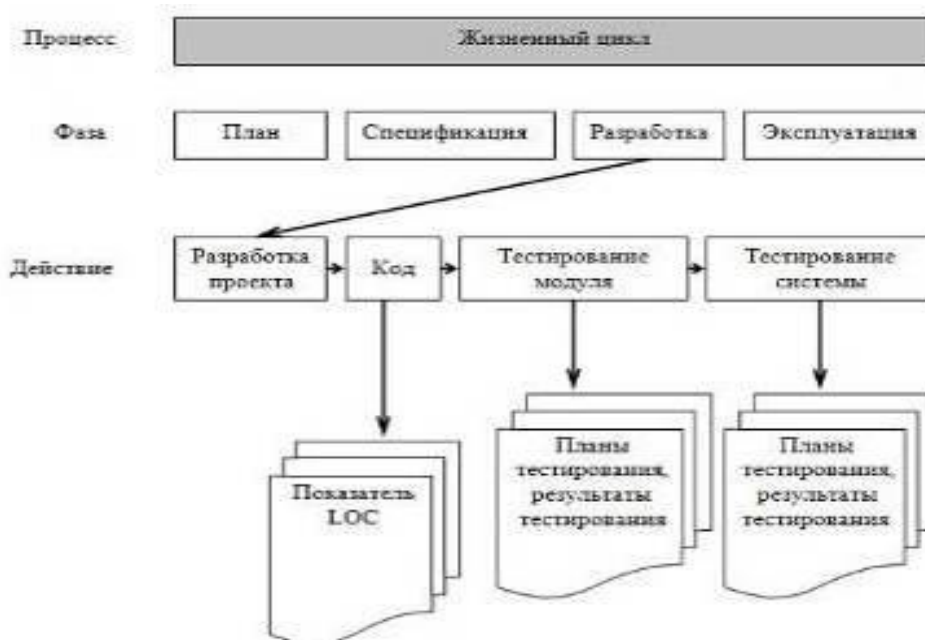 Процесс
Жизненный цикл
Фаза
План
Спецификация
Разработка
Эксплуатация
Действие
Разработка
проекта
Код
Тестирование
модуля
Тестирование
системы
Показатель
LOC
Планы
тестирования,
результаты
тестирования
Планы
тестирования,
результаты
тестирования